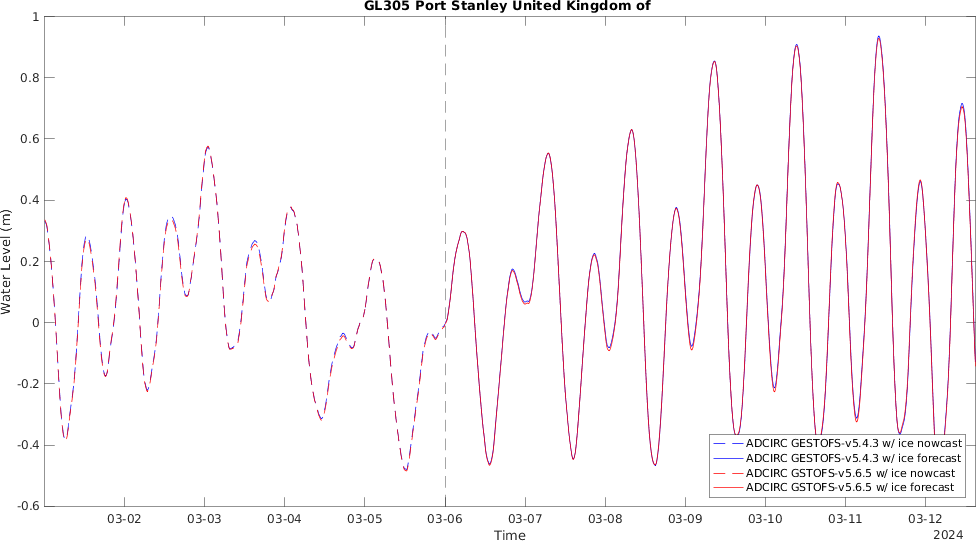 GL305 Port Stanley United Kingdom of
1
0.8
0.6
0.4
0.2
0
-0.2
-0.4
-0.6
Water Level (m)
ADCIRC GESTOFS-v5.4.3 w/ ice nowcast
ADCIRC GESTOFS-v5.4.3 w/ ice forecast
ADCIRC GSTOFS-v5.6.5 w/ ice nowcast
ADCIRC GSTOFS-v5.6.5 w/ ice forecast
03-02 03-03 03-04 03-05 03-06 03-07 03-08 03-09 03-10 03-11 03-12
Time
2024